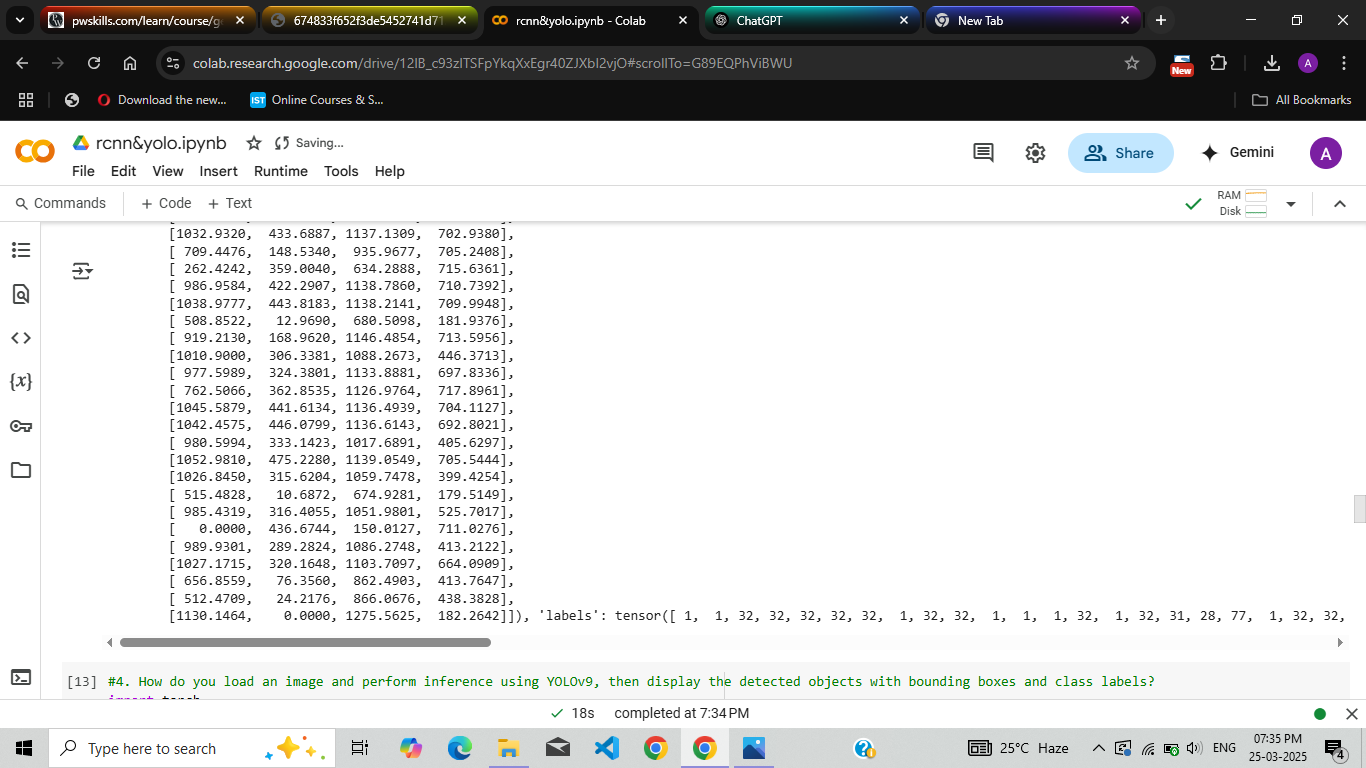 pwskills.com/learn/course/g
674833f652f3de5452741d71
rcnn&yolo.ipynb - Colab
ChatGPT
New Tab
colab.research.google.com/drive/12lB_c93zlTSFpYkqXxEgr40ZJXbI2vjO#scrollTo=G89EQPhViBWU
New
A
Download the new...
IST
Online Courses & S...
All Bookmarks
rcnn&yolo.ipynb
Saving...
File Edit View Insert Runtime Tools Help
Share
Gemini
A
Commands + Code + Text
RAM
Disk
[1032.9320, 433.6887, 1137.1309, 702.9380],
[ 709.4476, 148.5340, 935.9677, 705.2408],
[ 262.4242, 359.0040, 634.2888, 715.6361],
[ 986.9584, 422.2907, 1138.7860, 710.7392],
[1038.9777, 443.8183, 1138.2141, 709.9948],
[ 508.8522, 12.9690, 680.5098, 181.9376],
[ 919.2130, 168.9620, 1146.4854, 713.5956],
[1010.9000, 306.3381, 1088.2673, 446.3713],
[ 977.5989, 324.3801, 1133.8881, 697.8336],
[ 762.5066, 362.8535, 1126.9764, 717.8961],
[1045.5879, 441.6134, 1136.4939, 704.1127],
[1042.4575, 446.0799, 1136.6143, 692.8021],
[ 980.5994, 333.1423, 1017.6891, 405.6297],
[1052.9810, 475.2280, 1139.0549, 705.5444],
[1026.8450, 315.6204, 1059.7478, 399.4254],
[ 515.4828, 10.6872, 674.9281, 179.5149],
[ 985.4319, 316.4055, 1051.9801, 525.7017],
[ 0.0000, 436.6744, 150.0127, 711.0276],
[ 989.9301, 289.2824, 1086.2748, 413.2122],
[1027.1715, 320.1648, 1103.7097, 664.0909],
[ 656.8559, 76.3560, 862.4903, 413.7647],
[ 512.4709, 24.2176, 866.0676, 438.3828],
[1130.1464, 0.0000, 1275.5625, 182.2642]]), 'labels': tensor([ 1, 1, 32, 32, 32, 32, 32, 1, 32, 32, 1, 1, 1, 32, 1, 32, 31, 28, 77, 1, 32, 32,
[13] #4. How do you load an image and perform inference using YOLOv9, then display the detected objects with bounding boxes and class labels?
import torch
18s completed at 7:34 PM
Type here to search
25°C Haze
ENG
07:35 PM
25-03-2025
4